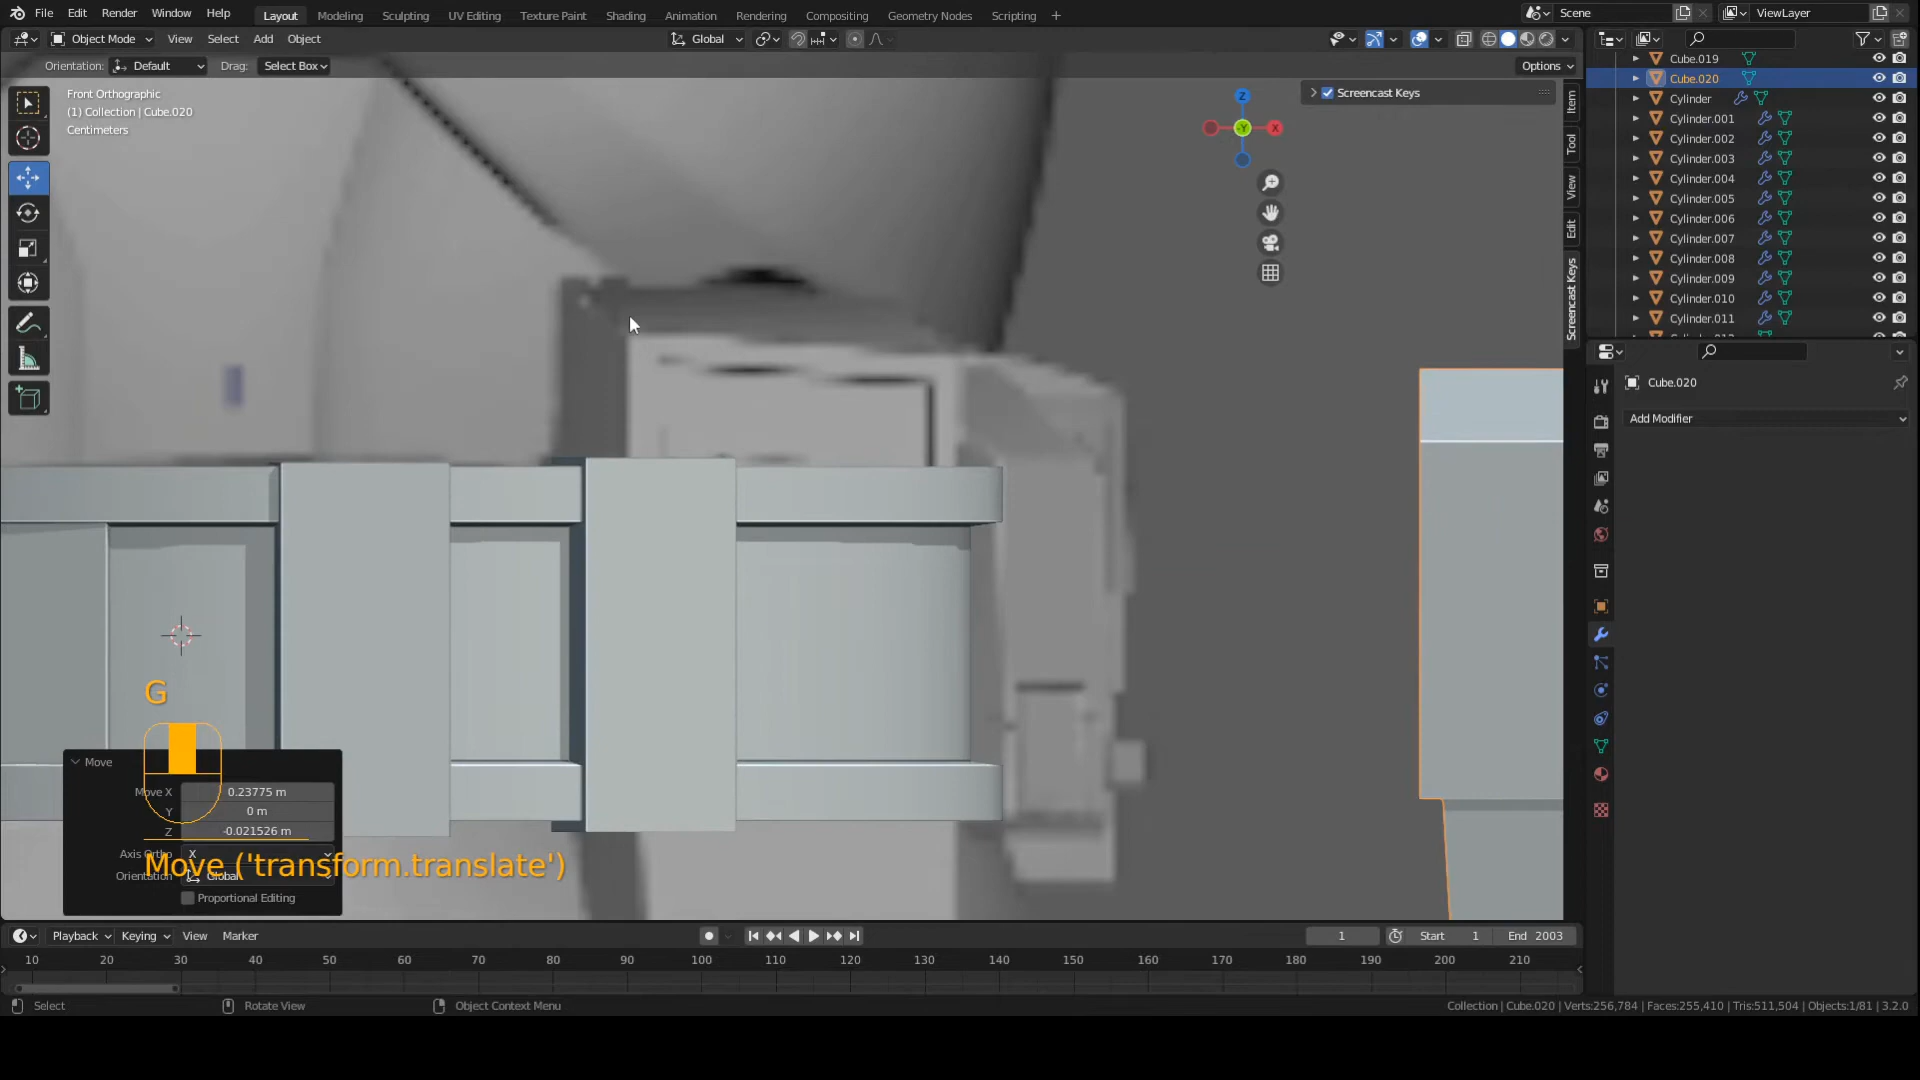 File Edit Render Window Help
Layout Modeling Sculpting UV Editing Texture Paint Shading Animation Rendering Compositing Geometry Nodes Scripting +
Scene ViewLayer
Object Mode View Select Add Object Global
Orientation: Default Drag: Select Box Options
Front Orthographic
(1) Collection | Cube.020
Centimeters
Screencast Keys
Z
Y
X
Item
Tool
View
Edit
Screencast Keys
Cube.019
Cube.020
Cylinder
Cylinder.001
Cylinder.002
Cylinder.003
Cylinder.004
Cylinder.005
Cylinder.006
Cylinder.007
Cylinder.008
Cylinder.009
Cylinder.010
Cylinder.011
Cube.020
Add Modifier
G
Move
Move X 0.23775 m
Y 0 m
Z -0.021526 m
Axis Ortho X
Move ('transform.translate')
Orientation Global
Proportional Editing
Playback Keying View Marker
1 Start 1 End 2003
10 20 30 40 50 60 70 80 90 100 110 120 130 140 150 160 170 180 190 200 210
Select Rotate View Object Context Menu
Collection | Cube.020 | Verts:256,784 | Faces:255,410 | Tris:511,504 | Objects:1/81 | 3.2.0